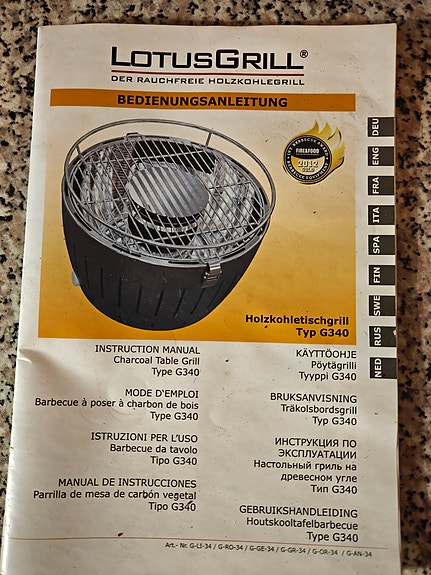 LOTUSGRILL®
DER RAUCHFREIE HOLZKOHLEGRILL
BEDIENUNGSANLEITUNG
FIRE&FOOD
2012
GOLD
Holzkohletischgrill
Typ G340
DEU
ENG
FRA
ITA
SPA
FIN
SWE
RUS
NED
INSTRUCTION MANUAL
Charcoal Table Grill
Type G340
MODE D'EMPLOI
Barbecue à poser à charbon de bois
Type G340
ISTRUZIONI PER L'USO
Barbecue da tavolo
Tipo G340
MANUAL DE INSTRUCCIONES
Parrilla de mesa de carbón vegetal
Tipo G340
KÄYTTÖOHJE
Pöytägrilli
Tyyppi G340
BRUKSANVISNING
Träkolsbordsgrill
Typ G340
ИНСТРУКЦИЯ ПО
ЭКСПЛУАТАЦИИ
Настольный гриль на
древесном угле
Тип G340
GEBRUIKSHANDLEIDING
Houtskooltafelbarbecue
Type G340
Art.- Nr. G-LI-34 / G-RO-34 / G-GE-34 / G-GR-34 / G-OR-34 / G-AN-34